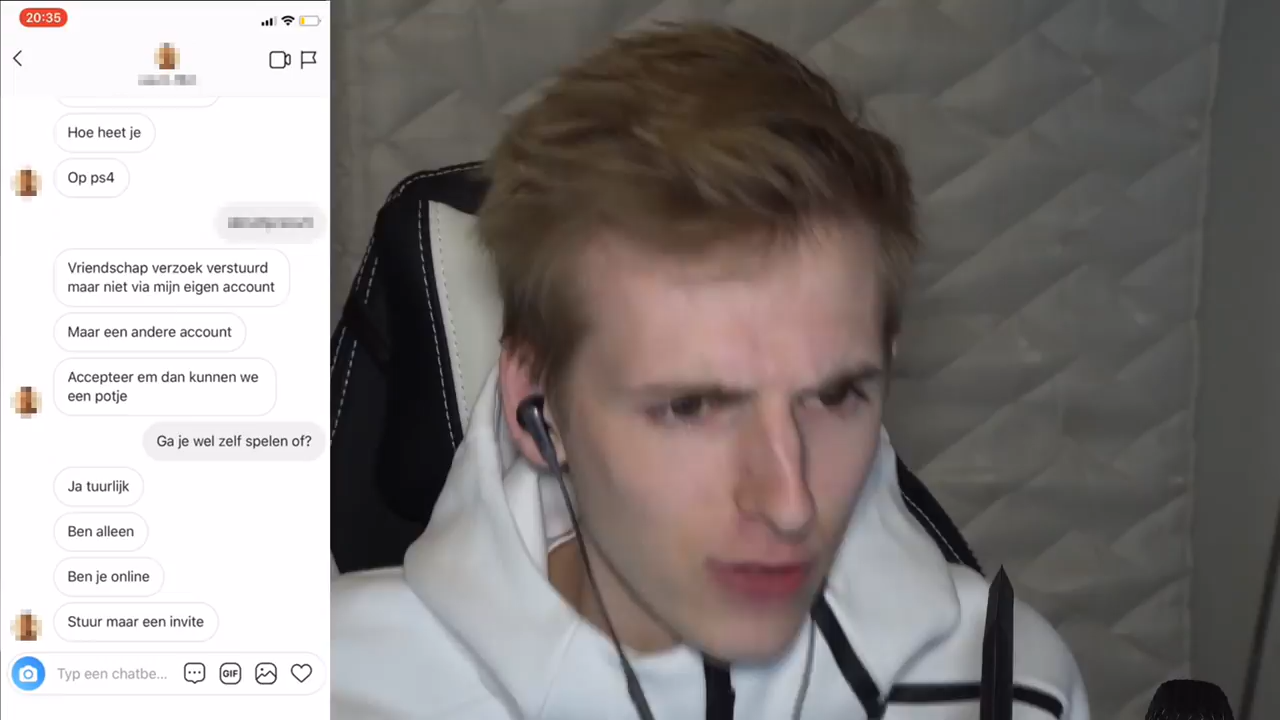 20:35
Hoe heet je
Op ps4
Vriendschap verzoek verstuurd
maar niet via mijn eigen account
Maar een andere account
Accepteer em dan kunnen we
een potje
Ga je wel zelf spelen of?
Ja tuurlijk
Ben alleen
Ben je online
Stuur maar een invite
Typ een chatbe...
GIF